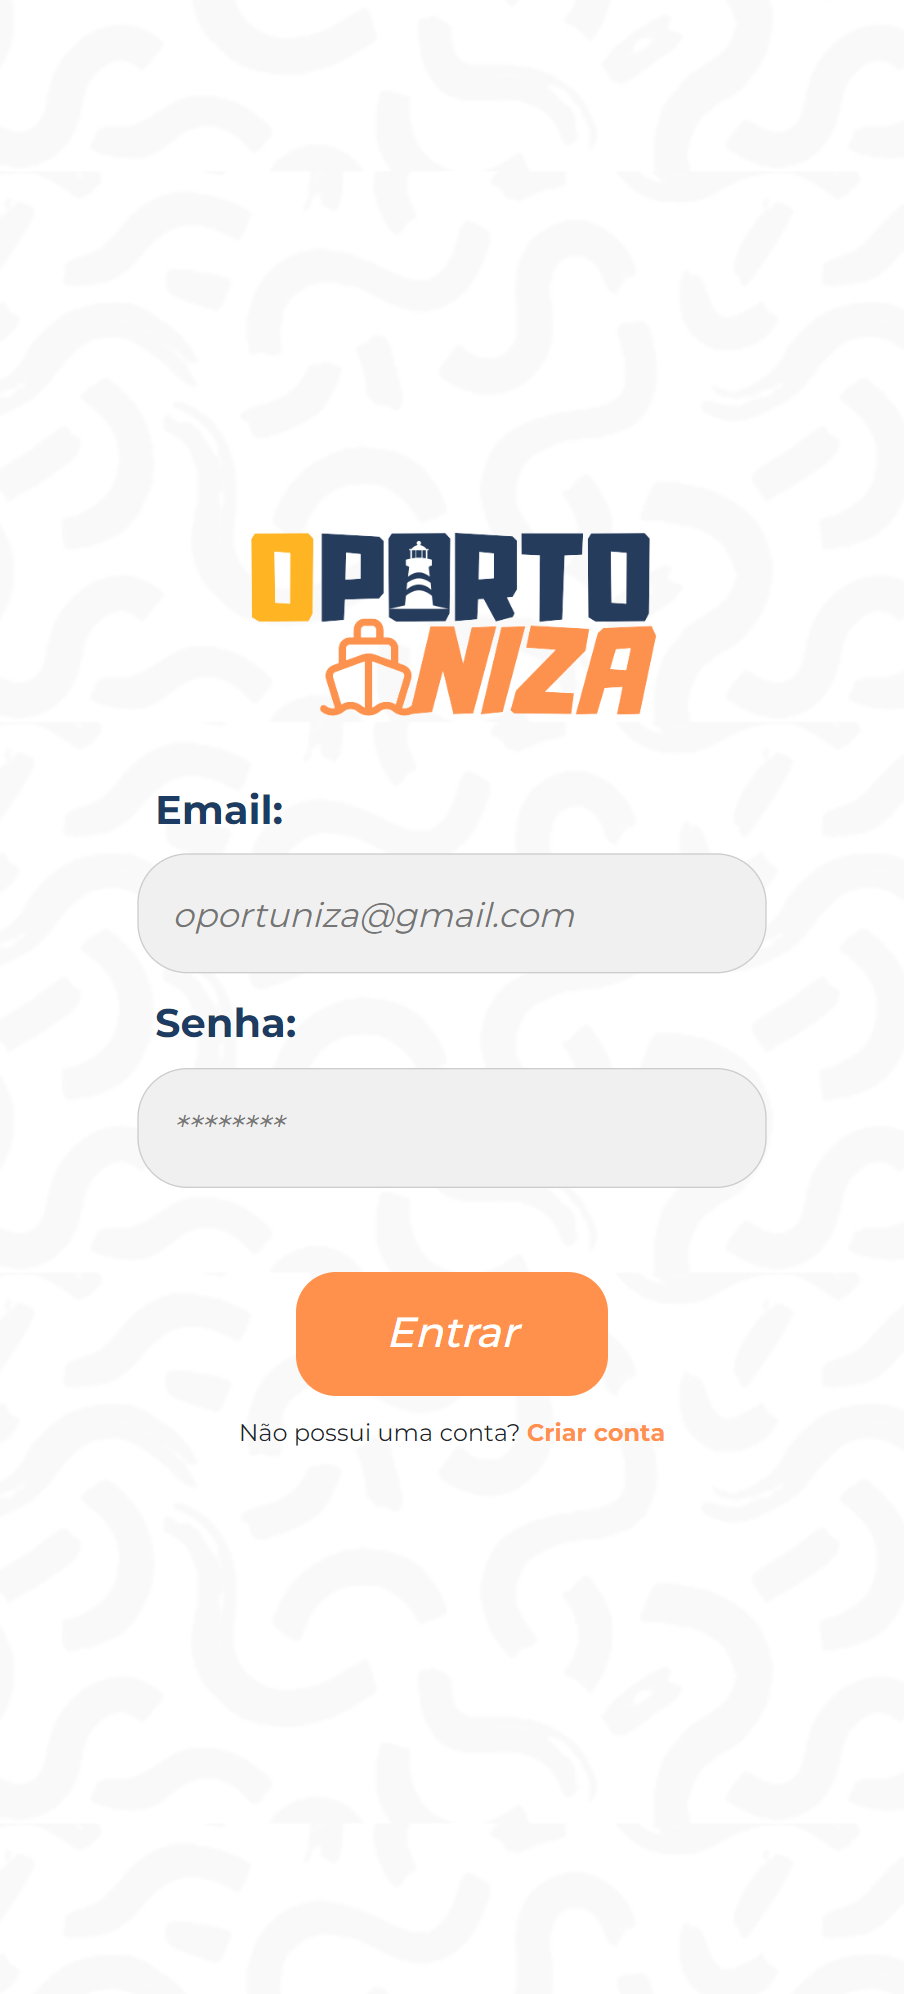 OPORTO
NIZA
Email:
oportuniza@gmail.com
Senha:
********
Entrar
Não possui uma conta? Criar conta